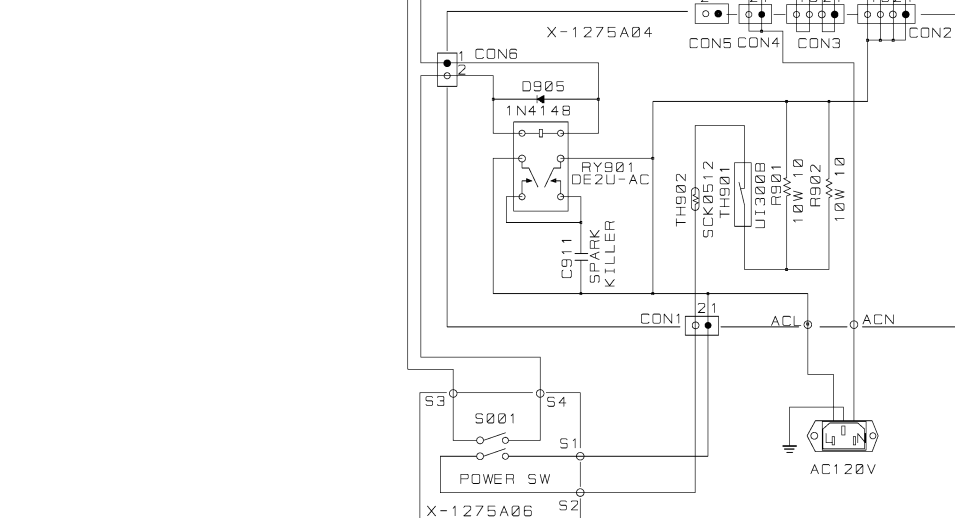 X-1275A04
CON5
CON4
CON3
CON2
1
CON6
2
D905
1N4148
RY901
DE2U-AC
TH902
SCK0512
TH901
UI300B
R901
10W 10
R902
10W 10
C911
SPARK
KILLER
2 1
CON1
ACL
ACN
S3
S4
S001
S1
L N
AC120V
POWER SW
S2
X-1275A06